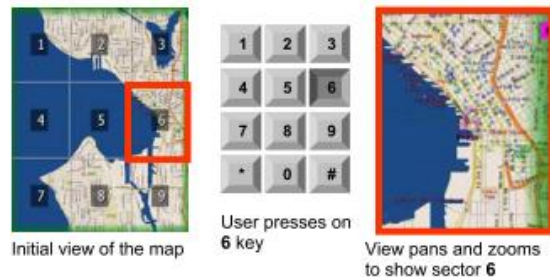 1 2 3
4 5 6
7 8 9
1 2 3
4 5 6
7 8 9
* 0 #
Initial view of the map
User presses on
6 key
View pans and zooms
to show sector 6